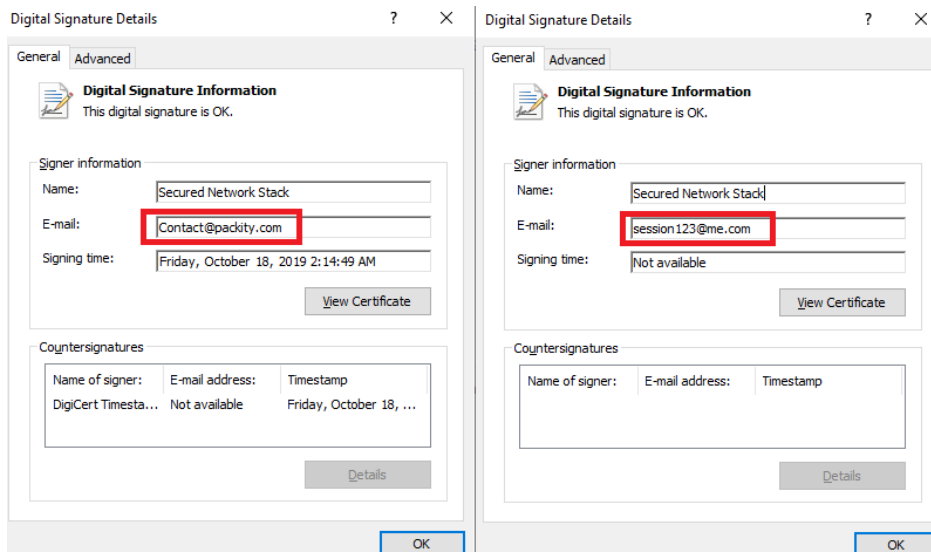 Digital Signature Details ? ×
General Advanced
Digital Signature Information
This digital signature is OK.
Signer information
Name: Secured Network Stack
E-mail: Contact@packity.com
Signing time: Friday, October 18, 2019 2:14:49 AM
View Certificate
Countersignatures
Name of signer: E-mail address: Timestamp
DigiCert Timesta... Not available Friday, October 18, ...
Details
OK
Digital Signature Details ? ×
General Advanced
Digital Signature Information
This digital signature is OK.
Signer information
Name: Secured Network Stack
E-mail: session123@me.com
Signing time: Not available
View Certificate
Countersignatures
Name of signer: E-mail address: Timestamp
Details
OK